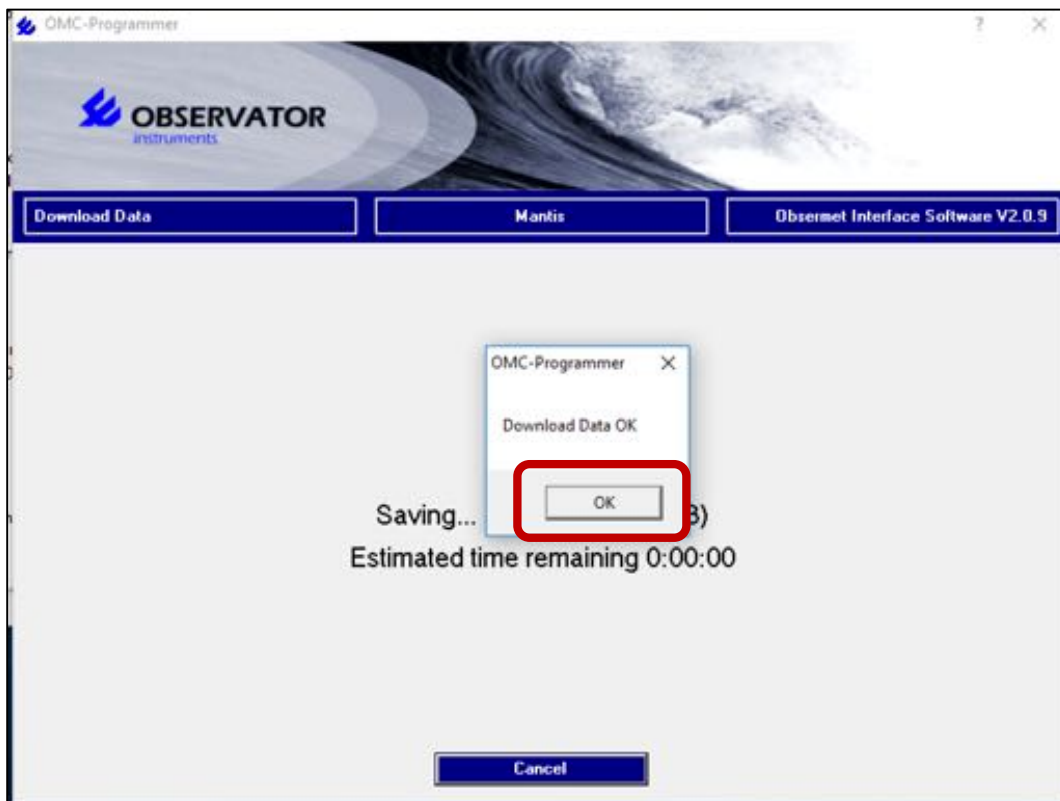 OMC-Programmer
OBSERVATOR
instruments
Download Data
Mantis
Obsermet Interface Software V2.0.9
OMC-Programmer
Download Data OK
OK
Saving...
Estimated time remaining 0:00:00
Cancel